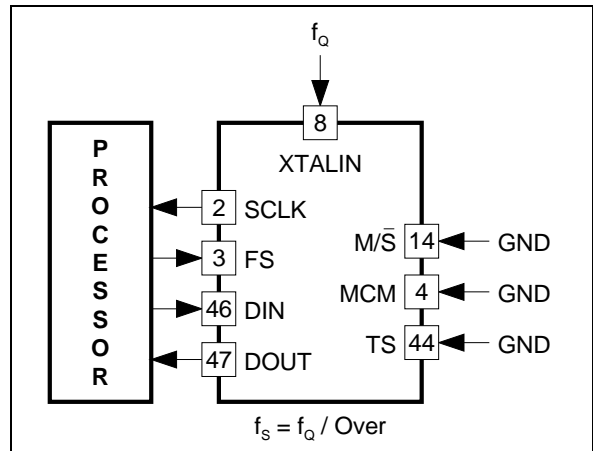 f_Q
8
XTALIN
PROCESSOR
2 SCLK
3 FS
46 DIN
47 DOUT
M/S̅ 14 GND
MCM 4 GND
TS 44 GND
f_S = f_Q / Over